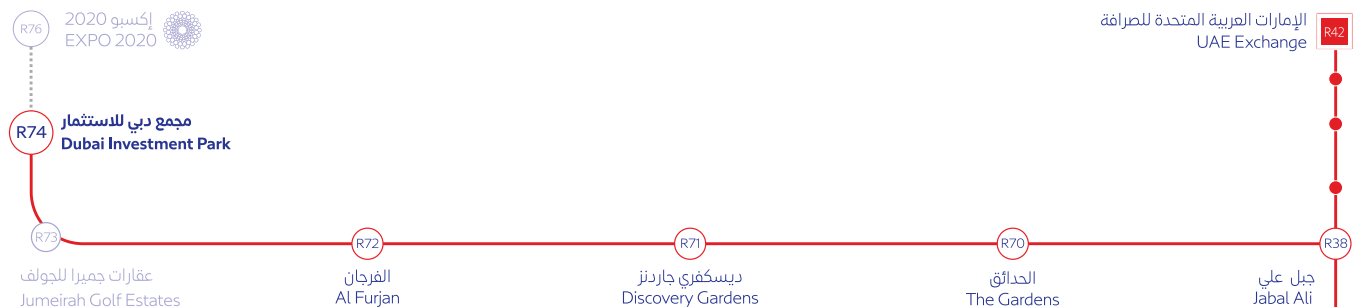 R76
إكسبو 2020
EXPO 2020
الإمارات العربية المتحدة للصرافة
UAE Exchange
R42
R74
مجمع دبي للاستثمار
Dubai Investment Park
R73
R72
R71
R70
R38
عقارات جميرا للجولف
Jumeirah Golf Estates
الفرجان
Al Furjan
ديسكفري جاردنز
Discovery Gardens
الحدائق
The Gardens
جبل علي
Jabal Ali